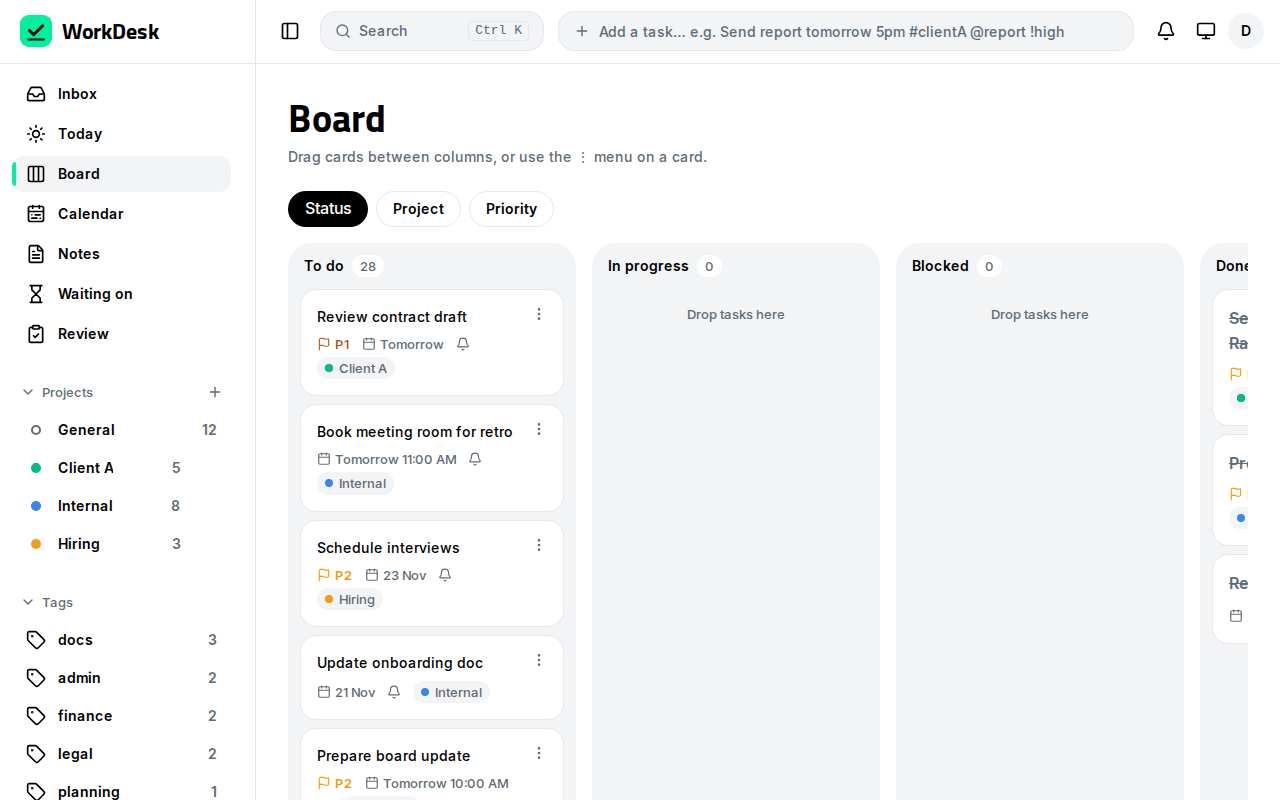 WorkDesk
Search
Ctrl K
Add a task... e.g. Send report tomorrow 5pm #clientA @report !high
D
Inbox
Today
Board
Calendar
Notes
Waiting on
Review
Projects
General 12
Client A 5
Internal 8
Hiring 3
Tags
docs 3
admin 2
finance 2
legal 2
planning 1
Board
Drag cards between columns, or use the ⋮ menu on a card.
Status
Project
Priority
To do 28
Review contract draft
P1 Tomorrow
Client A
Book meeting room for retro
Tomorrow 11:00 AM
Internal
Schedule interviews
P2 23 Nov
Hiring
Update onboarding doc
21 Nov Internal
Prepare board update
P2 Tomorrow 10:00 AM
In progress 0
Drop tasks here
Blocked 0
Drop tasks here
Done